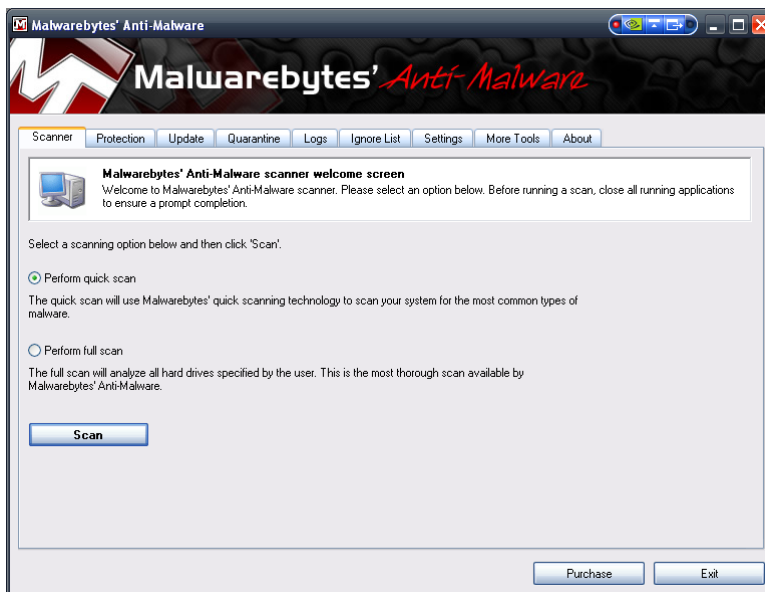 Malwarebytes' Anti-Malware
Malwarebytes' Anti-Malware
Scanner Protection Update Quarantine Logs Ignore List Settings More Tools About
Malwarebytes' Anti-Malware scanner welcome screen
Welcome to Malwarebytes' Anti-Malware scanner. Please select an option below. Before running a scan, close all running applications
to ensure a prompt completion.
Select a scanning option below and then click 'Scan'.
Perform quick scan
The quick scan will use Malwarebytes' quick scanning technology to scan your system for the most common types of
malware.
Perform full scan
The full scan will analyze all hard drives specified by the user. This is the most thorough scan available by
Malwarebytes' Anti-Malware.
Scan
Purchase Exit